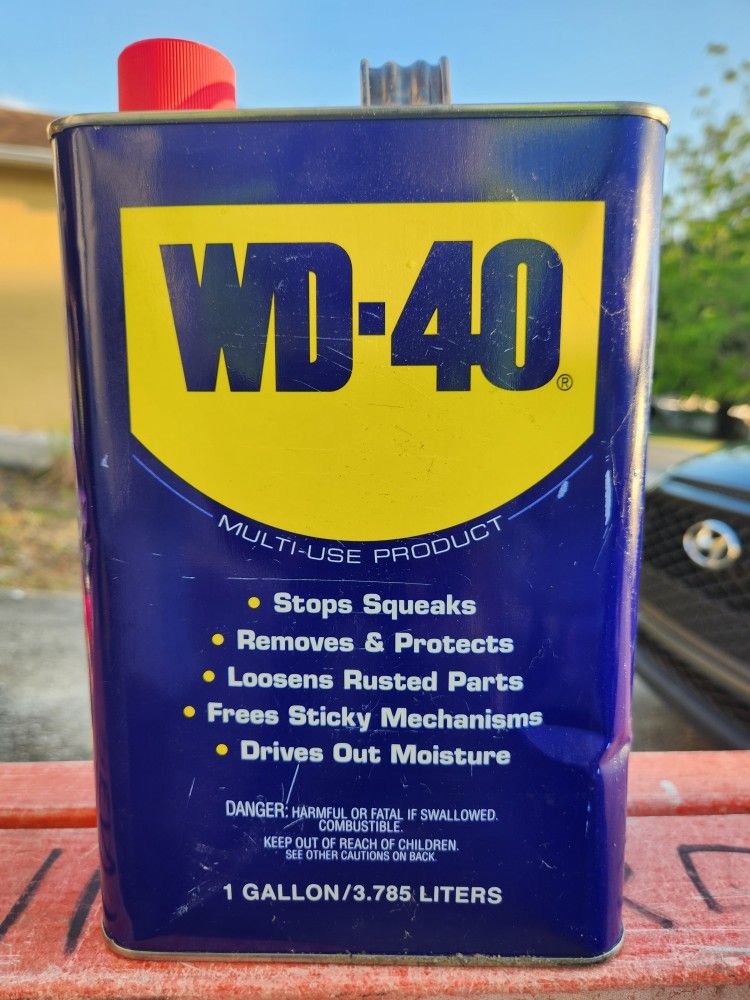 WD-40®
MULTI-USE PRODUCT
• Stops Squeaks
• Removes & Protects
• Loosens Rusted Parts
• Frees Sticky Mechanisms
• Drives Out Moisture
DANGER: HARMFUL OR FATAL IF SWALLOWED.
COMBUSTIBLE.
KEEP OUT OF REACH OF CHILDREN.
SEE OTHER CAUTIONS ON BACK.
1 GALLON/3.785 LITERS